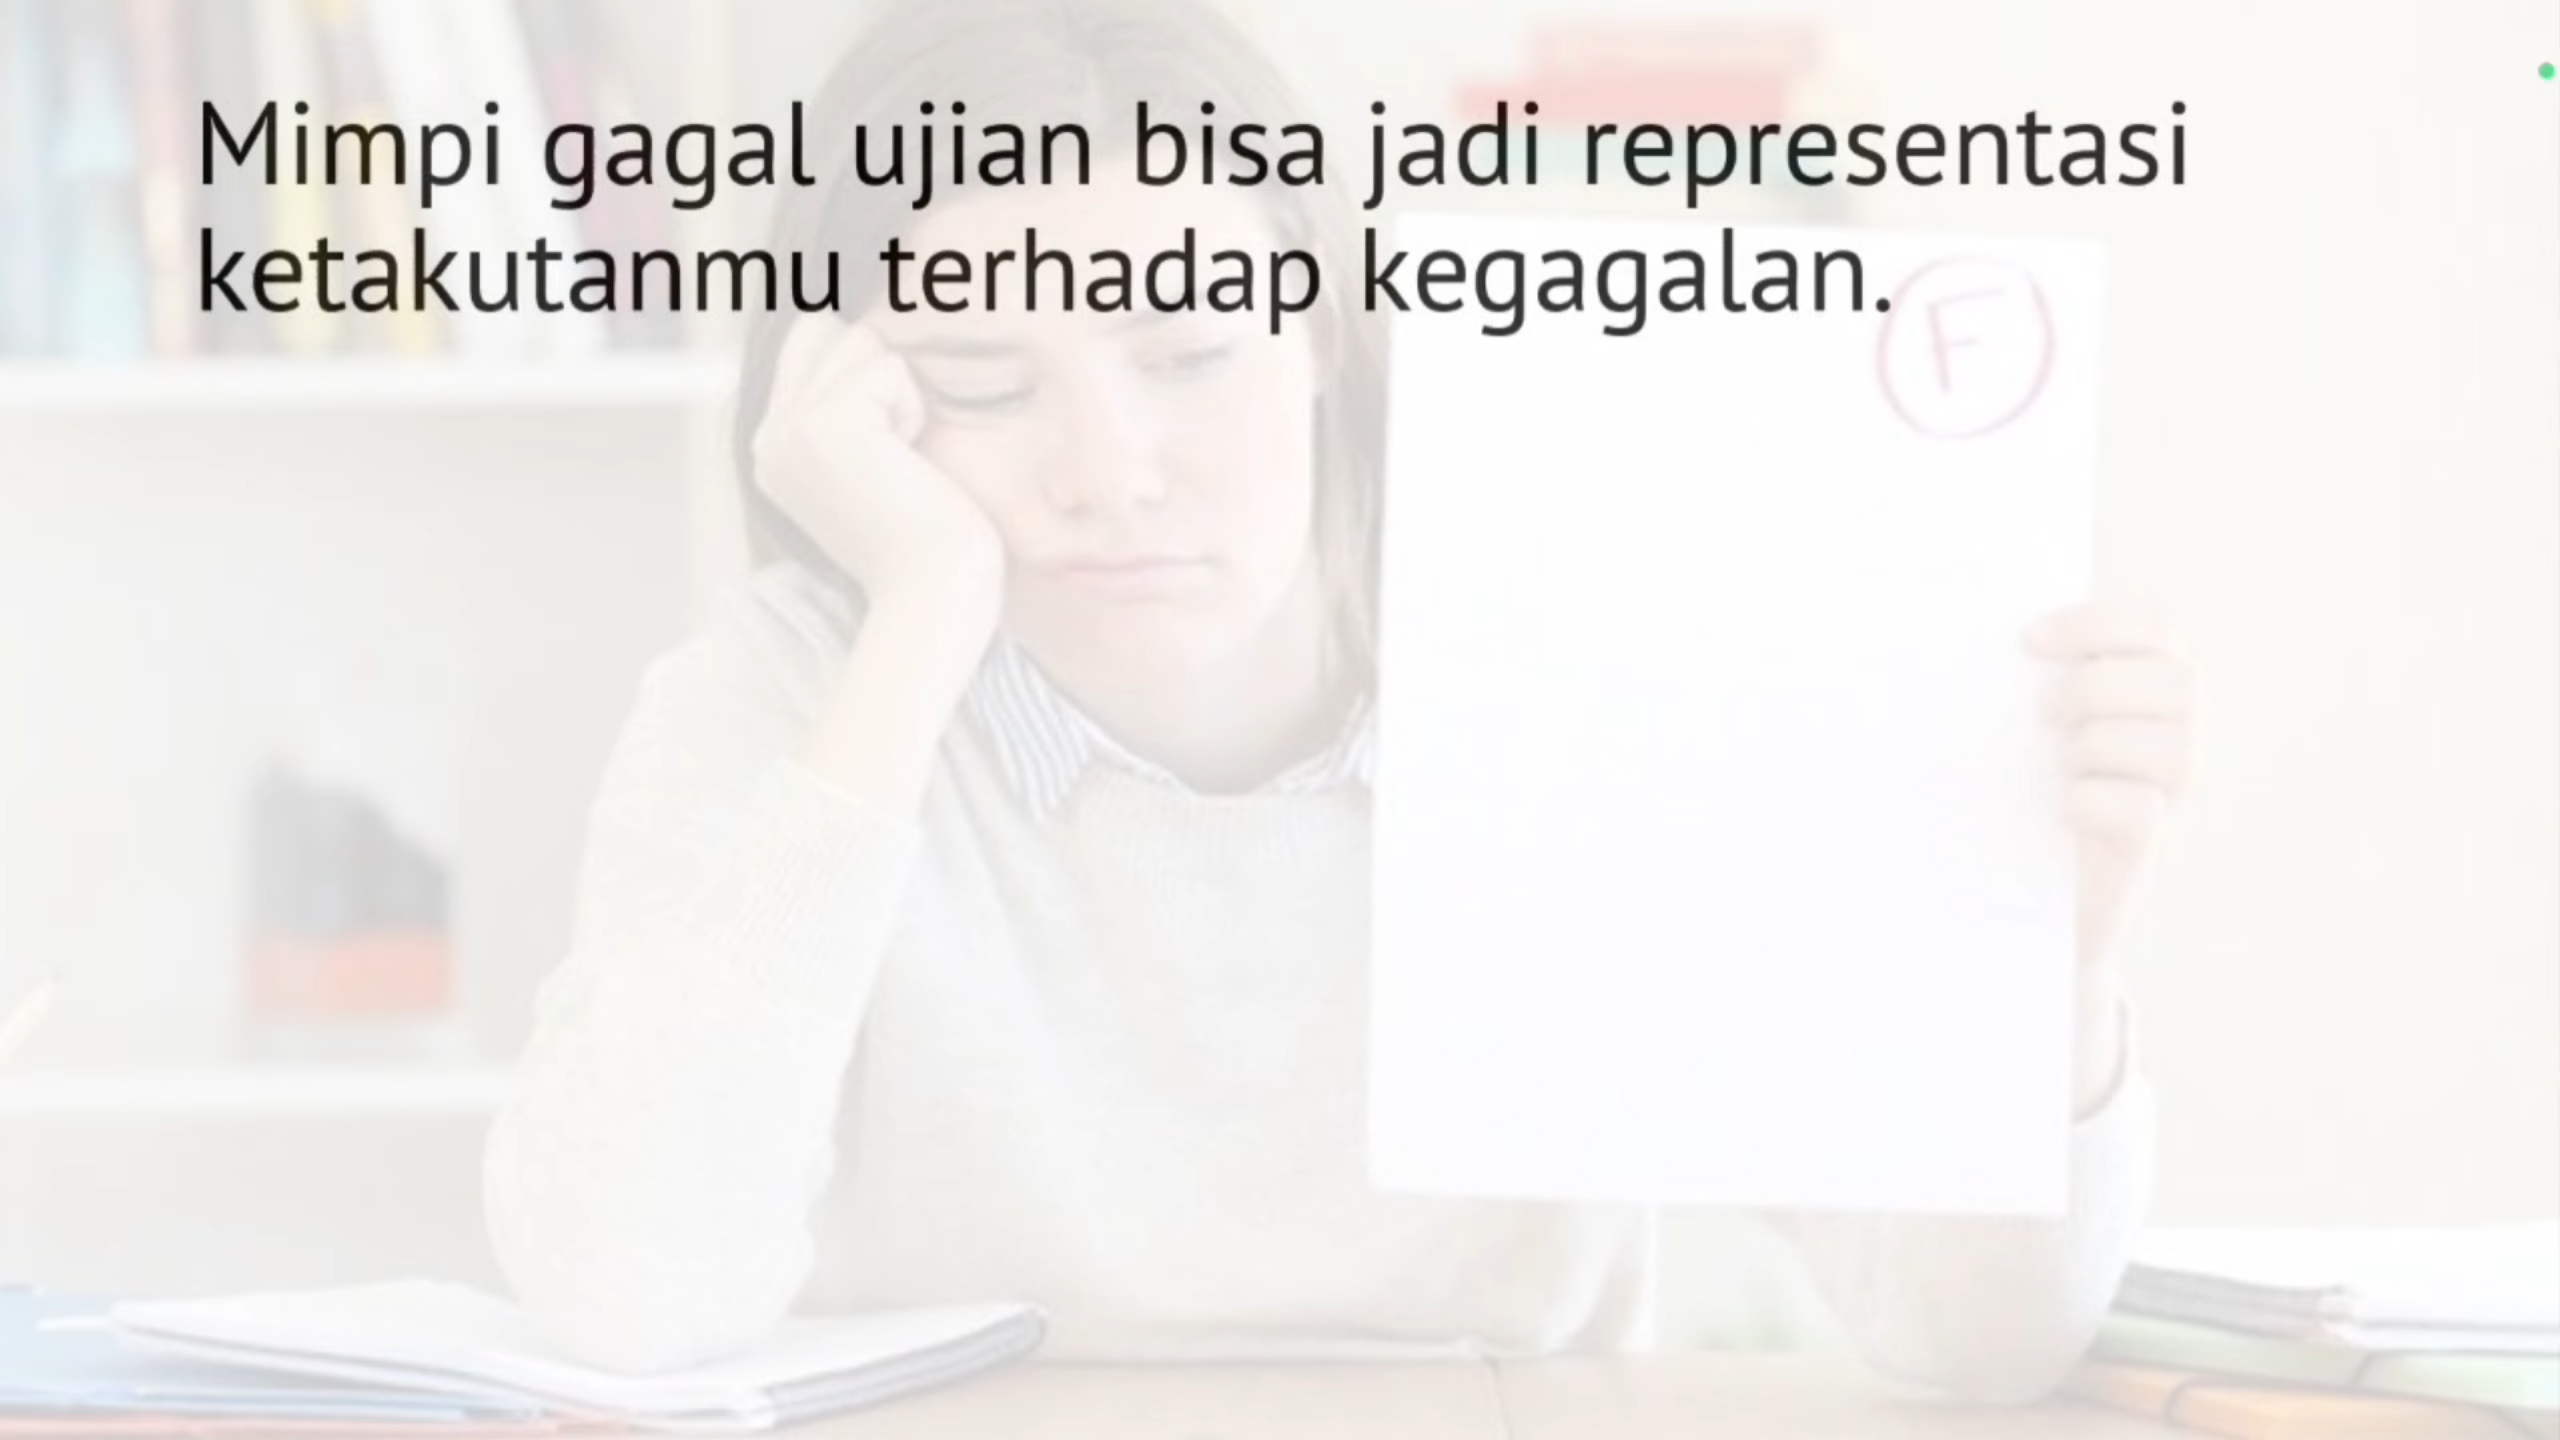 Mimpi gagal ujian bisa jadi representasi
ketakutanmu terhadap kegagalan.
F